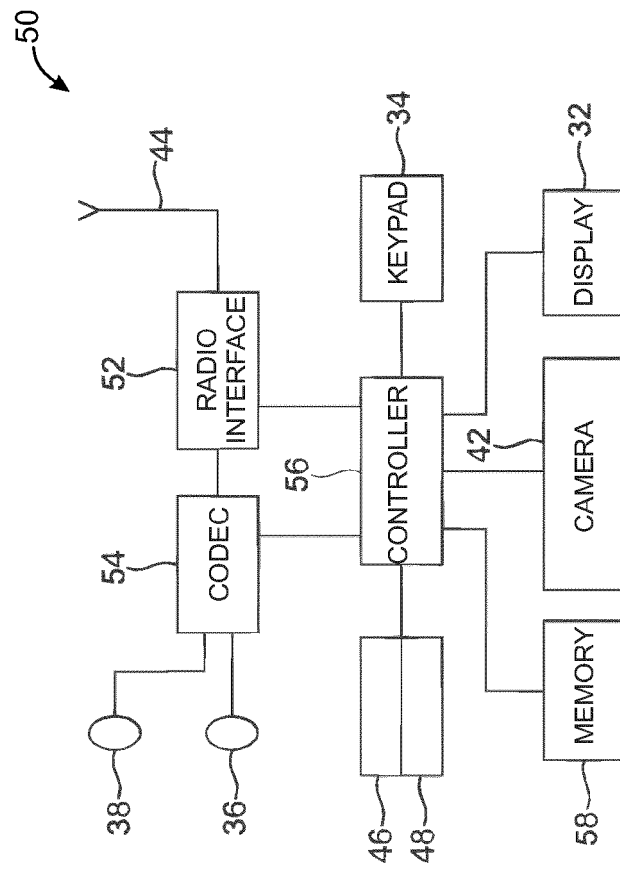 50
38
54
52
44
CODEC
RADIO
INTERFACE
36
56
46
48
CONTROLLER
KEYPAD
34
42
58
MEMORY
CAMERA
DISPLAY
32